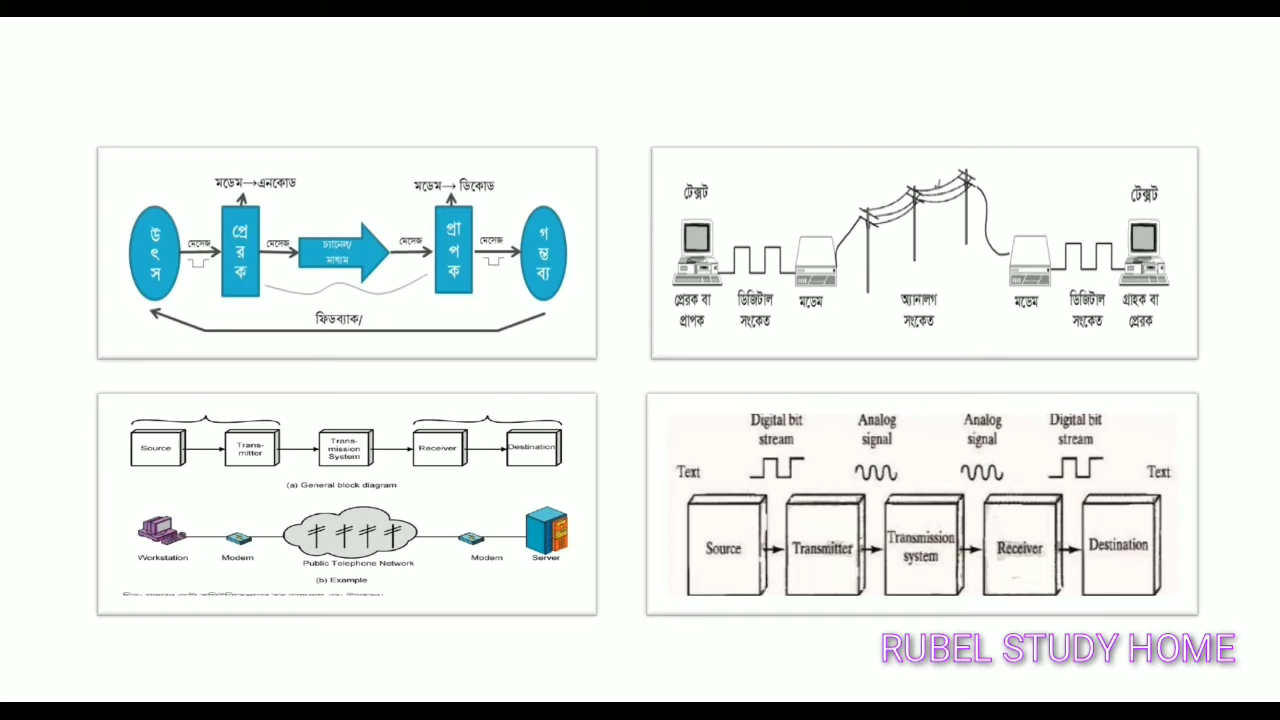 মডেম→এনকোড
মডেম→ ডিকোড
উৎস
মেসেজ
প্রেরক
মেসেজ
চ্যানেল/
মাধ্যম
মেসেজ
প্রাপক
মেসেজ
গন্তব্য
ফিডব্যাক/
টেক্সট
টেক্সট
প্রেরক বা
প্রাপক
ডিজিটাল
সংকেত
মডেম
অ্যানালগ
সংকেত
মডেম
ডিজিটাল
সংকেত
গ্রাহক বা
প্রেরক
Source
Trans-
mitter
Trans-
mission
System
Receiver
Destination
(a) General block diagram
Workstation
Modem
Public Telephone Network
Modem
Server
(b) Example
Digital bit
stream
Analog
signal
Analog
signal
Digital bit
stream
Text
Text
Source
Transmitter
Transmission
system
Receiver
Destination
RUBEL STUDY HOME